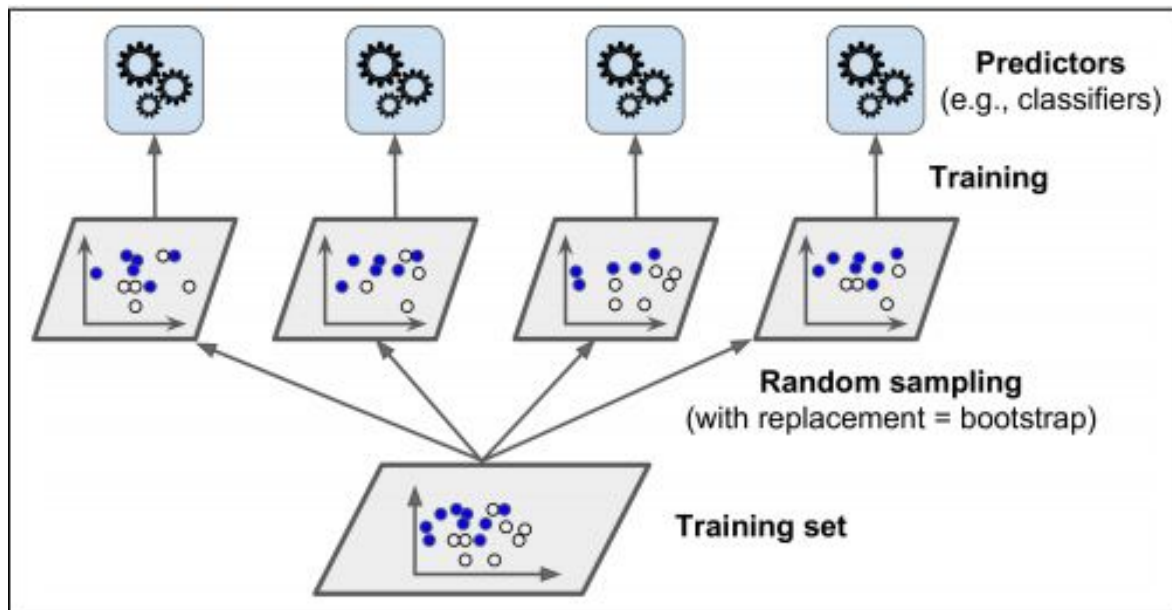 Predictors
(e.g., classifiers)
Training
Random sampling
(with replacement = bootstrap)
Training set